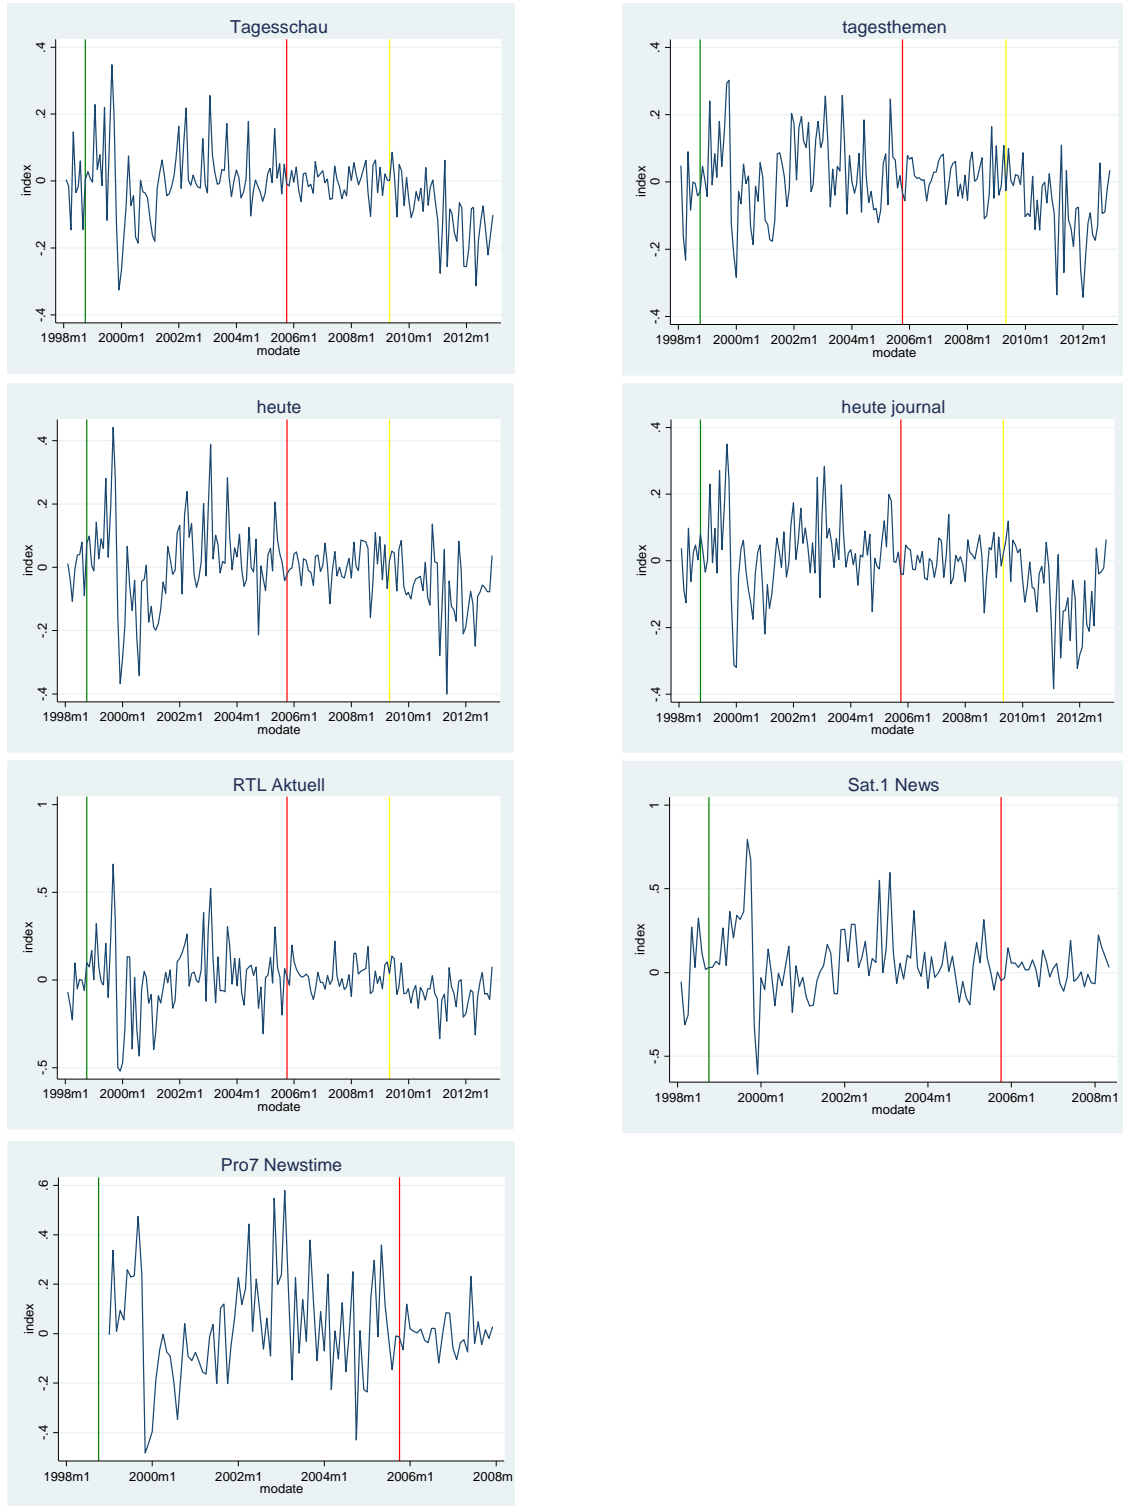 Tagesschau
.4
.2
0
-.2
-.4
index
1998m1 2000m1 2002m1 2004m1 2006m1 2008m1 2010m1 2012m1
modate
tagesthemen
.4
.2
0
-.2
-.4
index
1998m1 2000m1 2002m1 2004m1 2006m1 2008m1 2010m1 2012m1
modate
heute
.4
.2
0
-.2
-.4
index
1998m1 2000m1 2002m1 2004m1 2006m1 2008m1 2010m1 2012m1
modate
heute journal
.4
.2
0
-.2
-.4
index
1998m1 2000m1 2002m1 2004m1 2006m1 2008m1 2010m1 2012m1
modate
RTL Aktuell
1
.5
0
-.5
index
1998m1 2000m1 2002m1 2004m1 2006m1 2008m1 2010m1 2012m1
modate
Sat.1 News
1
.5
0
-.5
index
1998m1 2000m1 2002m1 2004m1 2006m1 2008m1
modate
Pro7 Newstime
.6
.4
.2
0
-.2
-.4
index
1998m1 2000m1 2002m1 2004m1 2006m1 2008m
modate